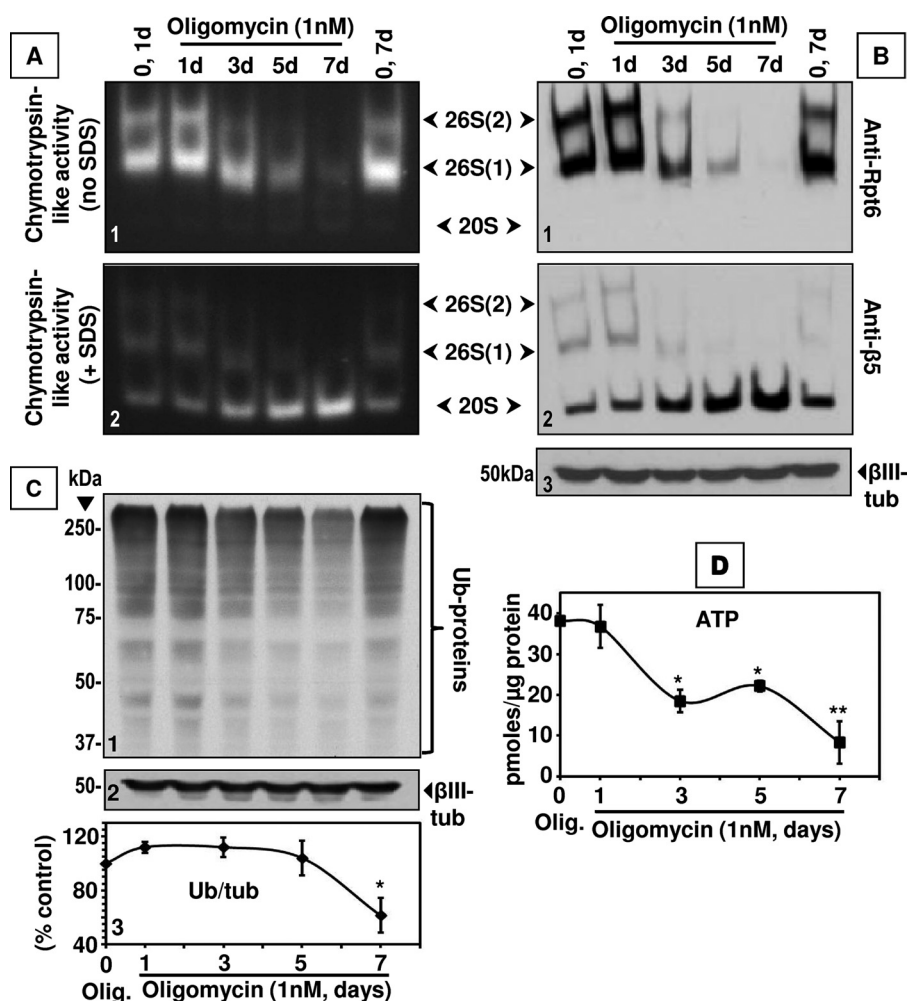 A
Oligomycin (1nM)
0, 1d 1d 3d 5d 7d 0, 7d
Chymotrypsin-
like activity
(no SDS)
1
26S(2)
26S(1)
20S
Chymotrypsin-
like activity
(+ SDS)
2
26S(2)
26S(1)
20S
B
Oligomycin (1nM)
0, 1d 1d 3d 5d 7d 0, 7d
Anti-Rpt6
1
Anti-β5
2
50kDa
3
βIII-
tub
C
kDa
250-
100-
75-
50-
37-
1
Ub-proteins
50-
2
βIII-
tub
(% control)
120
80
40
Ub/tub
*
3
0 1 3 5 7
Olig. Oligomycin (1nM, days)
D
ATP
pmoles/µg protein
40
30
20
10
0
* * **
0 1 3 5 7
Olig. Oligomycin (1nM, days)